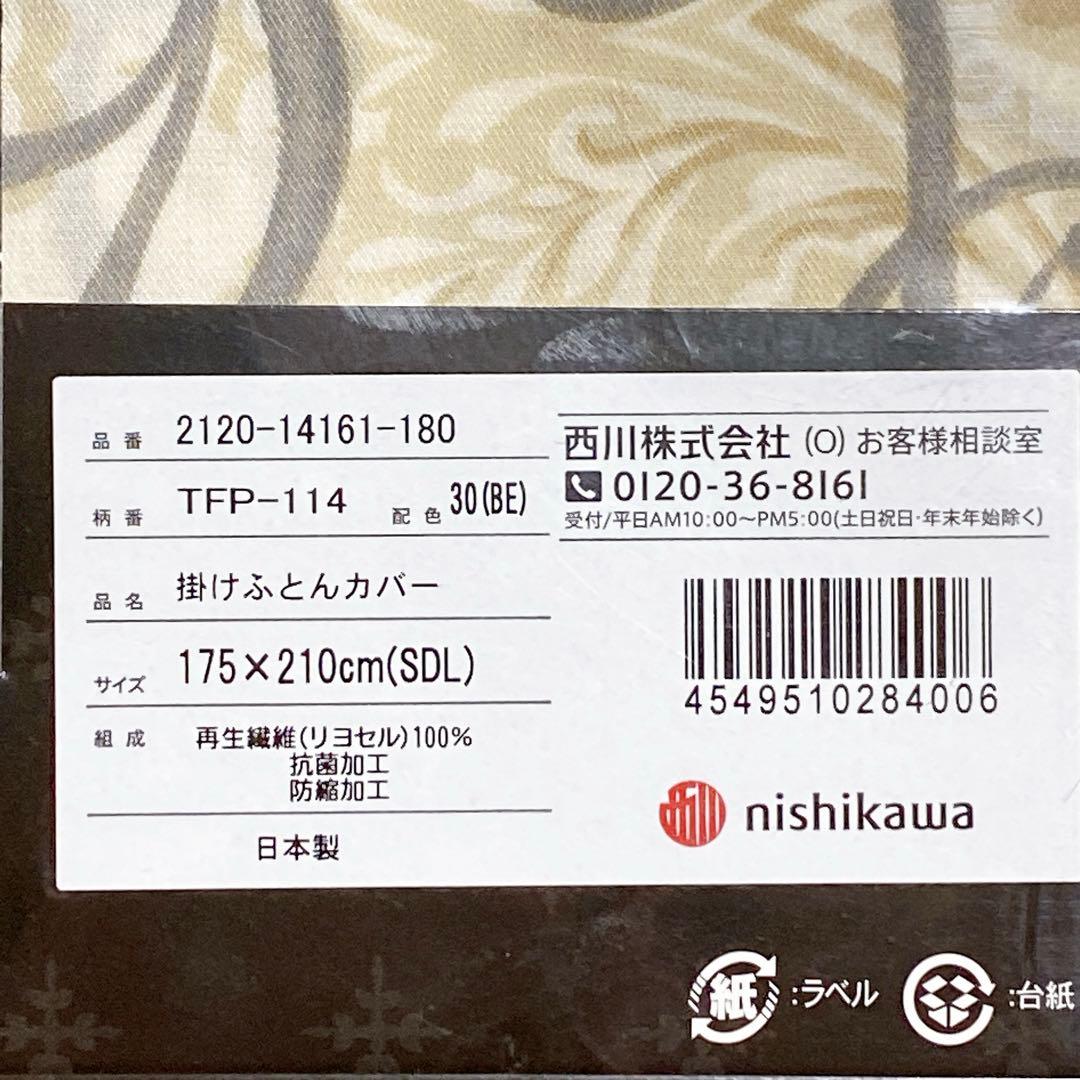 品番 2120-14161-180
柄番 TFP-114 配色 30(BE)
品名 掛けふとんカバー
サイズ 175×210cm(SDL)
組成 再生繊維(リヨセル)100%
抗菌加工
防縮加工
日本製
西川株式会社 (O) お客様相談室
0120-36-8161
受付/平日AM10:00~PM5:00(土日祝日・年末年始除く)
4549510284006
西川 nishikawa
紙 :ラベル
:台紙